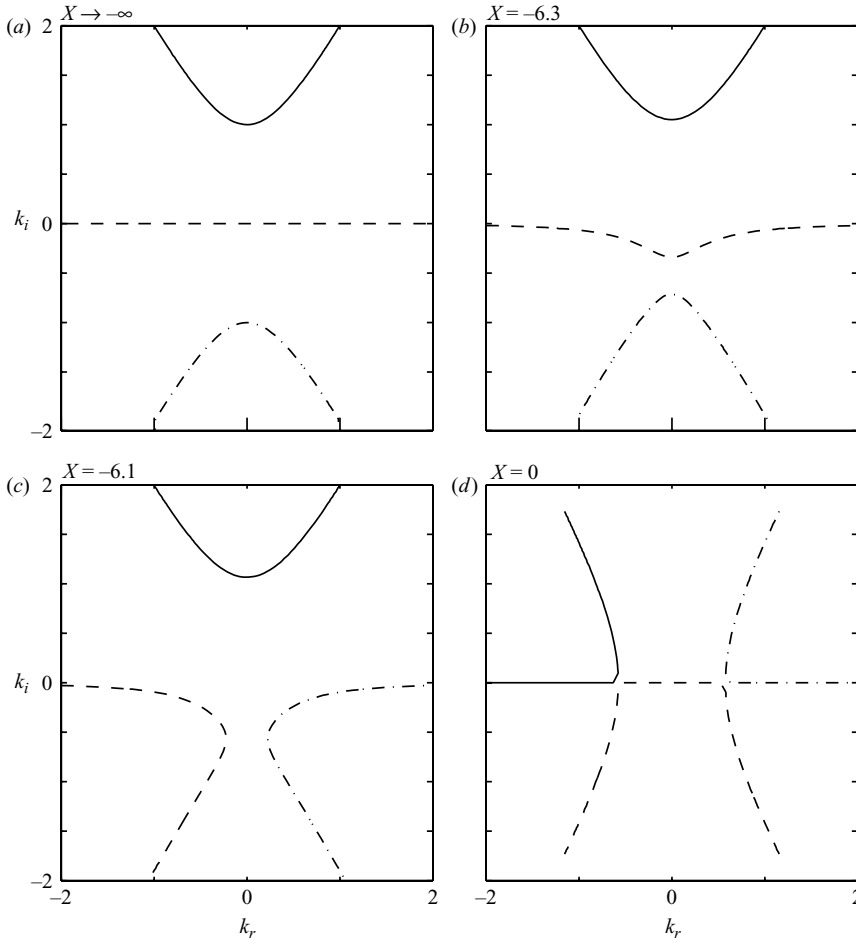 (a) X → −∞
(b) X = −6.3
2
k_i 0
−2
(c) X = −6.1
(d) X = 0
2
k_i 0
−2
−2 0 2
−2 0 2
k_r
k_r